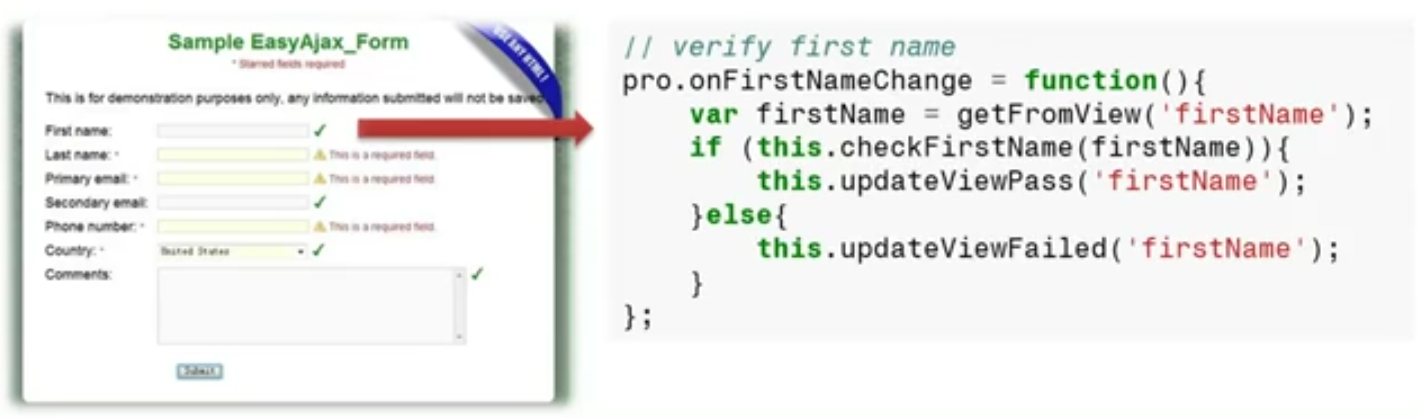 Sample EasyAjax_Form
* Starred fields required
USE ANY HTML!
This is for demonstration purposes only, any information submitted will not be saved
First name:
Last name: *
This is a required field.
Primary email: *
This is a required field.
Secondary email:
Phone number: *
This is a required field.
Country: *
United States
Comments:
Submit
// verify first name
pro.onFirstNameChange = function(){
var firstName = getFromView('firstName');
if (this.checkFirstName(firstName)){
this.updateViewPass('firstName');
}else{
this.updateViewFailed('firstName');
}
};